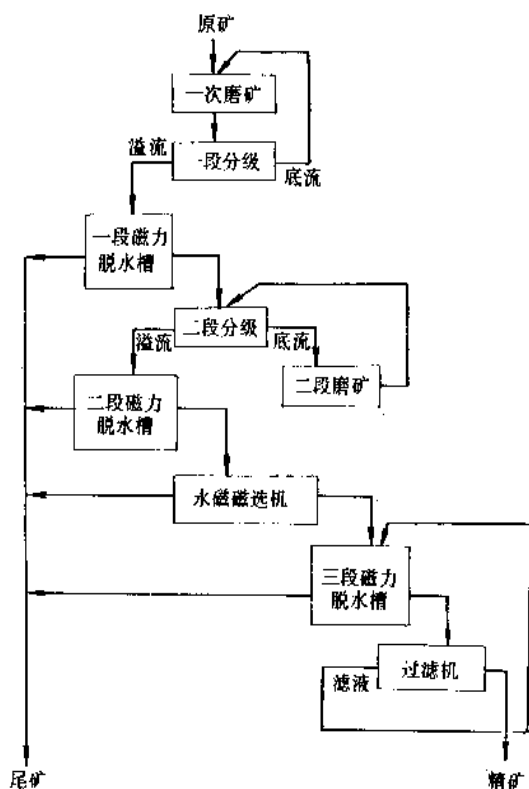 原矿
一次磨矿
溢流
一段分级
底流
一段磁力
脱水槽
二段分级
溢流
底流
二段磨矿
二段磁力
脱水槽
永磁磁选机
三段磁力
脱水槽
滤液
过滤机
尾矿
精矿